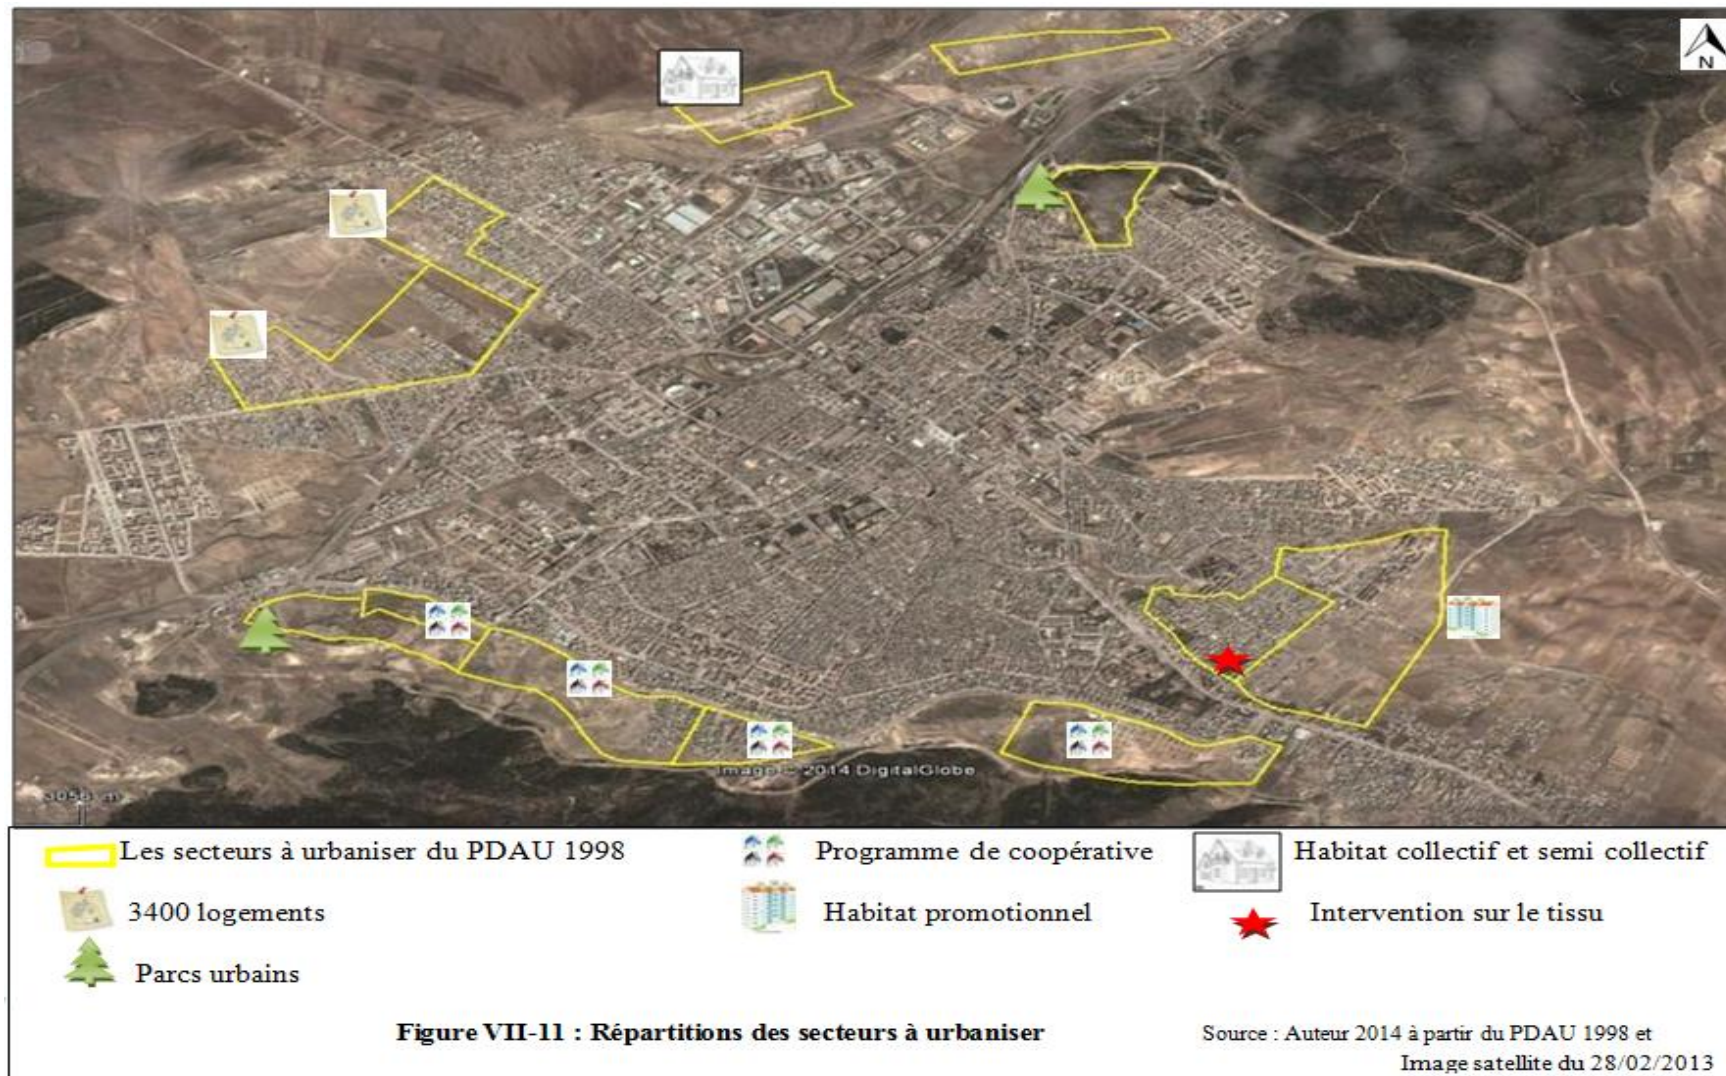 N
Image © 2014 DigitalGlobe
3056 m
Les secteurs à urbaniser du PDAU 1998
Programme de coopérative
Habitat collectif et semi collectif
3400 logements
Habitat promotionnel
Intervention sur le tissu
Parcs urbains
Figure VII-11 : Répartitions des secteurs à urbaniser
Source : Auteur 2014 à partir du PDAU 1998 et
Image satellite du 28/02/2013